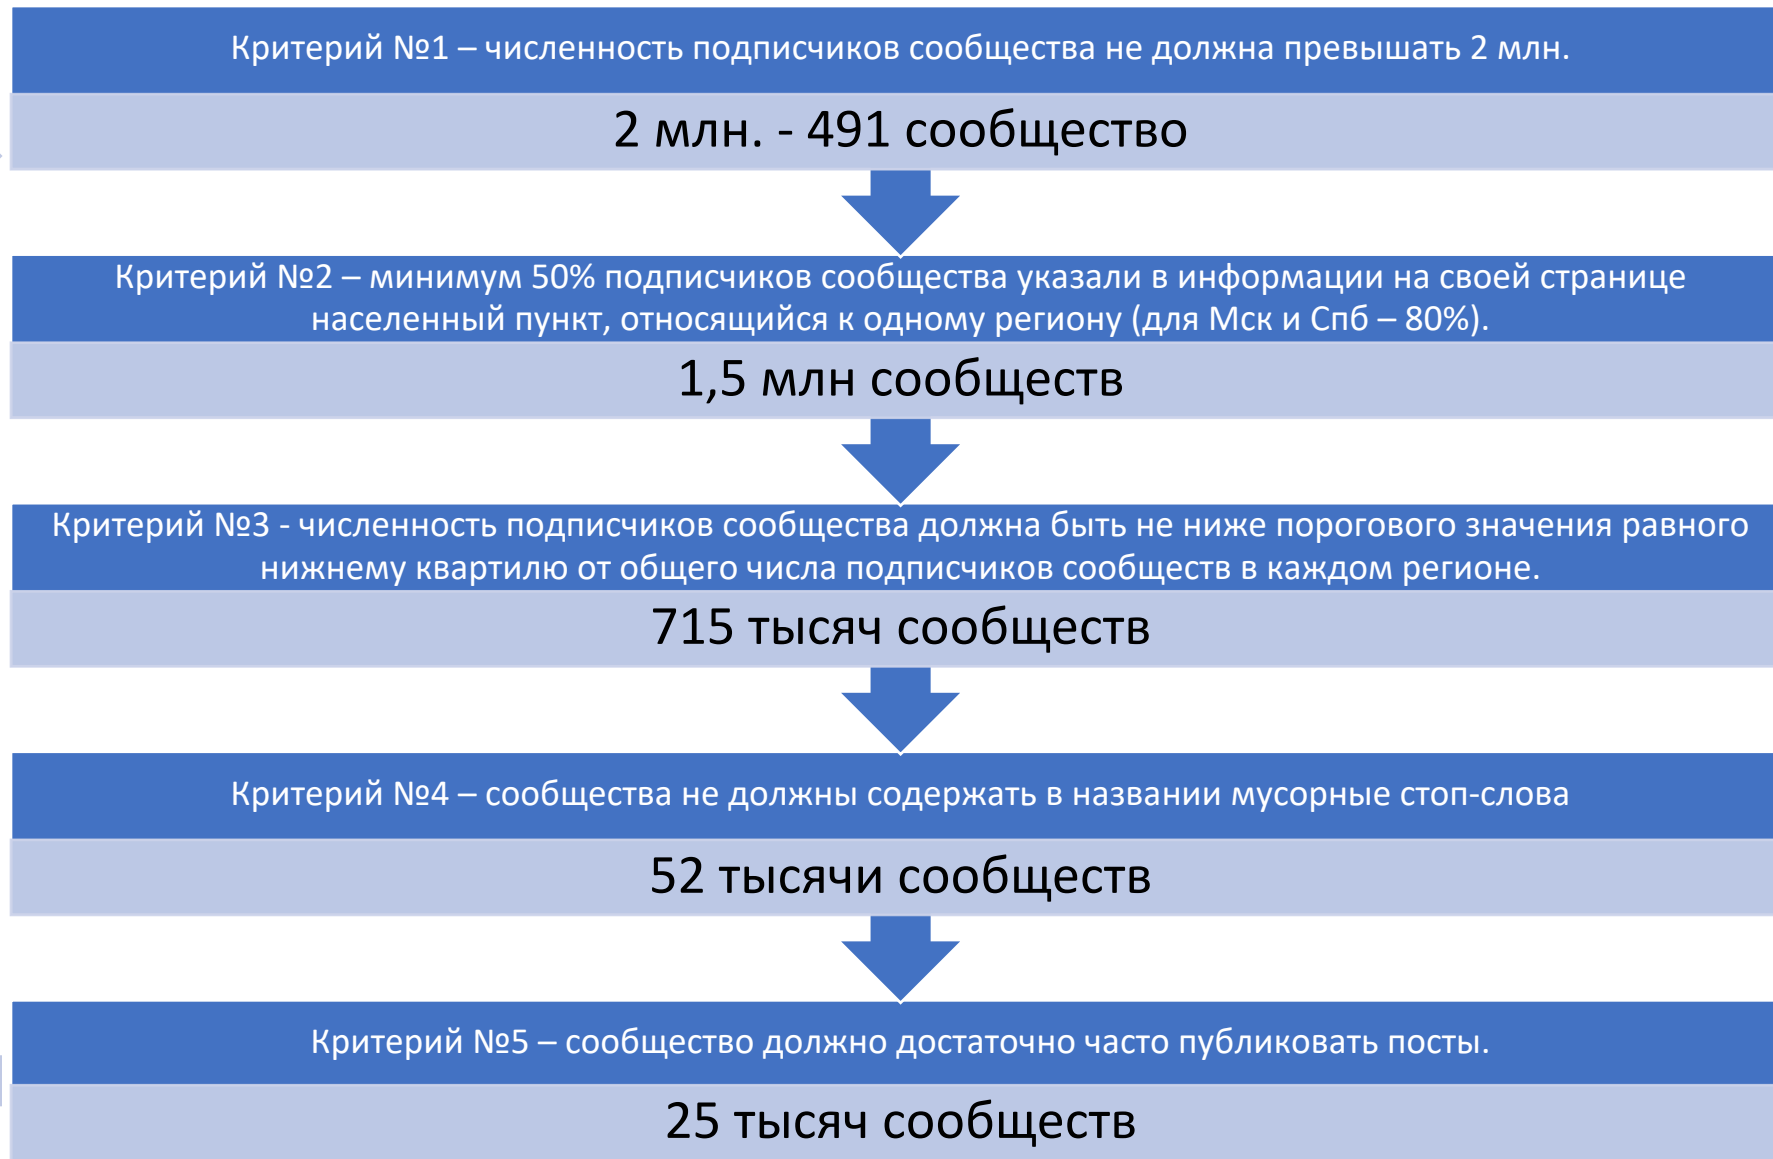 Критерий №1 – численность подписчиков сообщества не должна превышать 2 млн.
2 млн. - 491 сообщество
Критерий №2 – минимум 50% подписчиков сообщества указали в информации на своей странице
населенный пункт, относящийся к одному региону (для Мск и Спб – 80%).
1,5 млн сообществ
Критерий №3 - численность подписчиков сообщества должна быть не ниже порогового значения равного
нижнему квартилю от общего числа подписчиков сообществ в каждом регионе.
715 тысяч сообществ
Критерий №4 – сообщества не должны содержать в названии мусорные стоп-слова
52 тысячи сообществ
Критерий №5 – сообщество должно достаточно часто публиковать посты.
25 тысяч сообществ